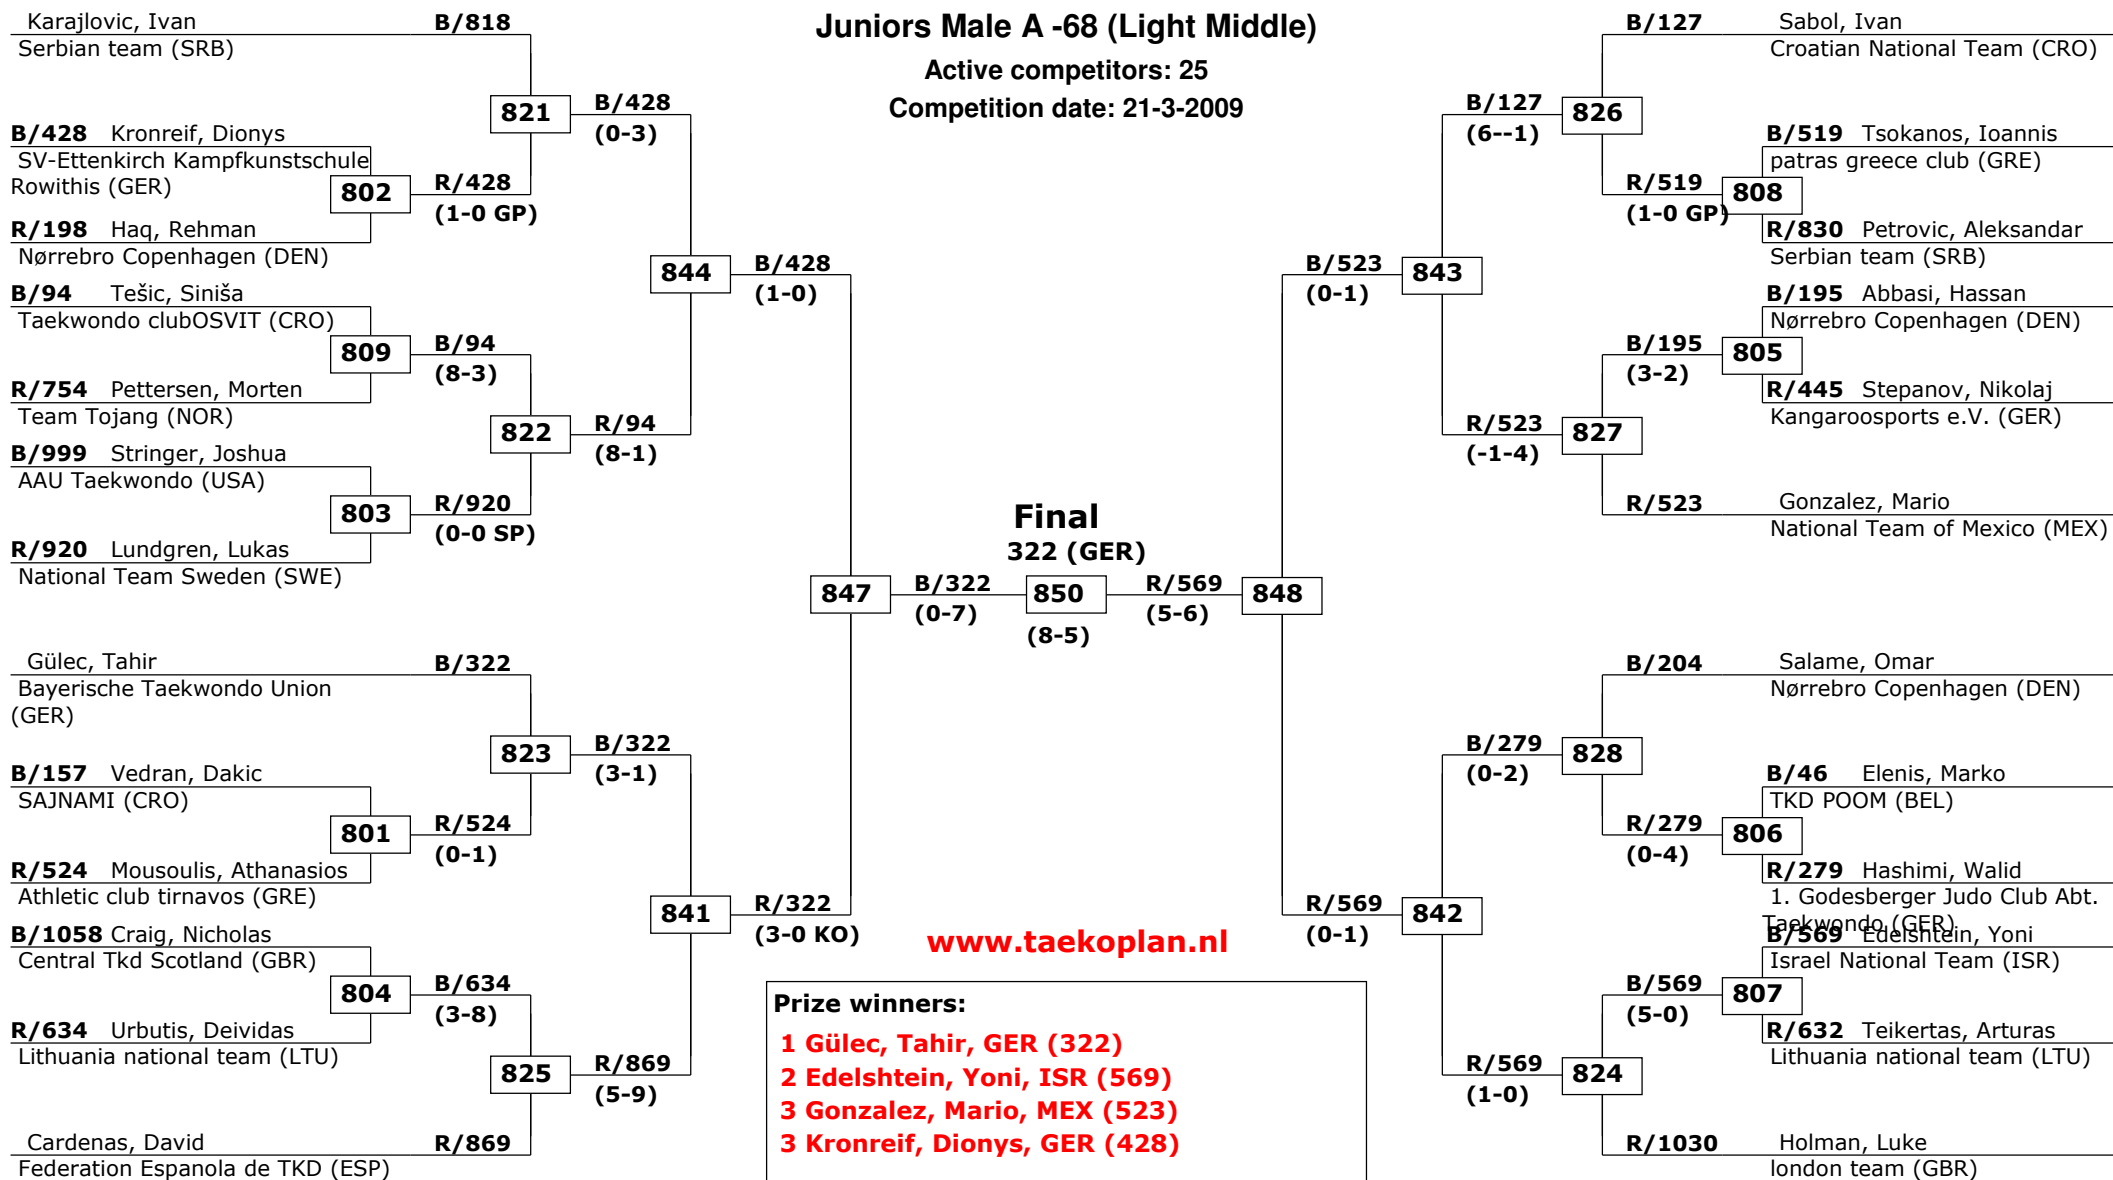 Juniors Male A -68 (Light Middle)
Active competitors: 25
Competition date: 21-3-2009
Karajlovic, Ivan
B/818
Serbian team (SRB)
821
B/428
(0-3)
B/428 Kronreif, Dionys
SV-Ettenkirch Kampfkunstschule
Rowithis (GER)
802
R/428
(1-0 GP)
R/198 Haq, Rehman
Nørrebro Copenhagen (DEN)
844
B/428
(1-0)
B/94 Tešic, Siniša
Taekwondo clubOSVIT (CRO)
809
B/94
(8-3)
R/754 Pettersen, Morten
Team Tojang (NOR)
822
R/94
(8-1)
B/999 Stringer, Joshua
AAU Taekwondo (USA)
803
R/920
(0-0 SP)
R/920 Lundgren, Lukas
National Team Sweden (SWE)
847
B/322
(0-7)
Gülec, Tahir
B/322
Bayerische Taekwondo Union
(GER)
823
B/322
(3-1)
B/157 Vedran, Dakic
SAJNAMI (CRO)
801
R/524
(0-1)
R/524 Mousoulis, Athanasios
Athletic club tirnavos (GRE)
841
R/322
(3-0 KO)
B/1058 Craig, Nicholas
Central Tkd Scotland (GBR)
804
B/634
(3-8)
R/634 Urbutis, Deividas
Lithuania national team (LTU)
825
R/869
(5-9)
Cardenas, David
R/869
Federation Espanola de TKD (ESP)
Final
322 (GER)
850
(8-5)
R/569
(5-6)
848
www.taekoplan.nl
Prize winners:
1 Gülec, Tahir, GER (322)
2 Edelshtein, Yoni, ISR (569)
3 Gonzalez, Mario, MEX (523)
3 Kronreif, Dionys, GER (428)
B/127
Sabol, Ivan
Croatian National Team (CRO)
B/127
(6--1)
826
B/519 Tsokanos, Ioannis
patras greece club (GRE)
R/519
(1-0 GP)
808
R/830 Petrovic, Aleksandar
Serbian team (SRB)
B/523
(0-1)
843
B/195 Abbasi, Hassan
Nørrebro Copenhagen (DEN)
B/195
(3-2)
805
R/445 Stepanov, Nikolaj
Kangaroosports e.V. (GER)
R/523
(-1-4)
827
R/523
Gonzalez, Mario
National Team of Mexico (MEX)
B/204
Salame, Omar
Nørrebro Copenhagen (DEN)
B/279
(0-2)
828
B/46 Elenis, Marko
TKD POOM (BEL)
R/279
(0-4)
806
R/279 Hashimi, Walid
1. Godesberger Judo Club Abt.
Taekwondo (GER)
R/569
(0-1)
842
B/569 Edelshtein, Yoni
Israel National Team (ISR)
B/569
(5-0)
807
R/632 Teikertas, Arturas
Lithuania national team (LTU)
R/569
(1-0)
824
R/1030
Holman, Luke
london team (GBR)